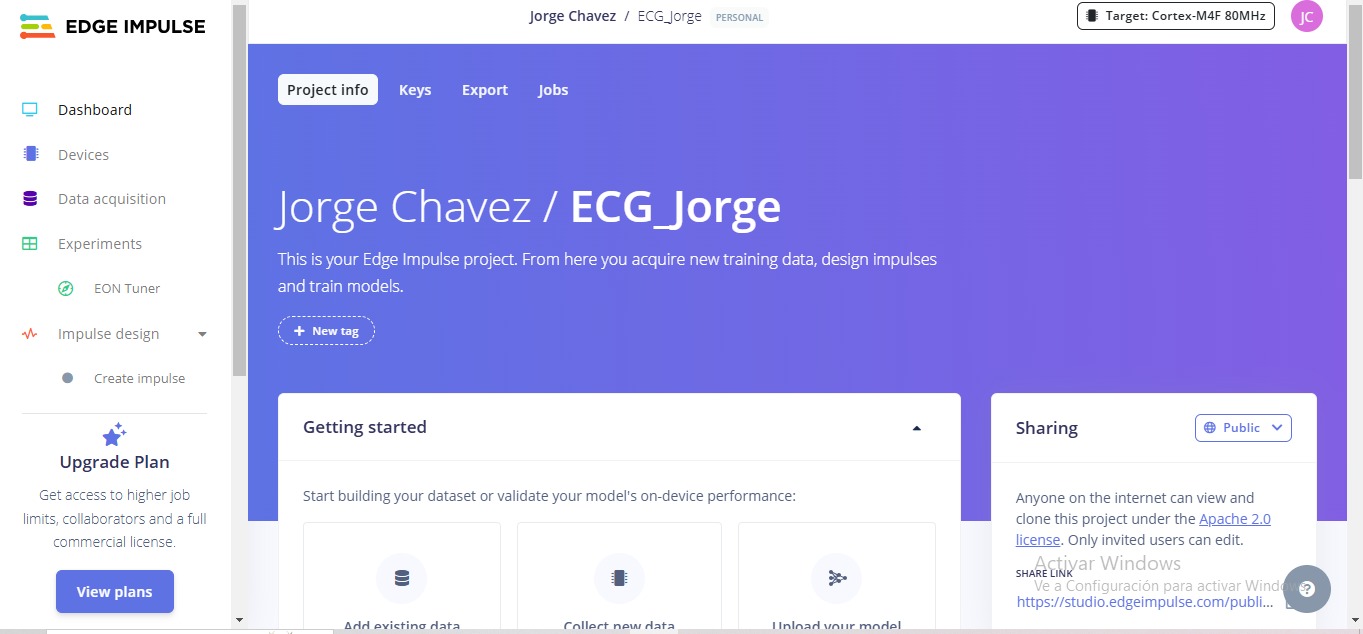 EDGE IMPULSE
Jorge Chavez / ECG_Jorge PERSONAL
Target: Cortex-M4F 80MHz
JC
Dashboard
Devices
Data acquisition
Experiments
EON Tuner
Impulse design
Create impulse
Upgrade Plan
Get access to higher job
limits, collaborators and a full
commercial license.
View plans
Project info Keys Export Jobs
Jorge Chavez / ECG_Jorge
This is your Edge Impulse project. From here you acquire new training data, design impulses
and train models.
+ New tag
Getting started
Start building your dataset or validate your model's on-device performance:
Add existing data
Collect new data
Upload your model
Sharing
Public
Anyone on the internet can view and
clone this project under the Apache 2.0
license. Only invited users can edit.
Activar Windows
SHARE LINK
Ve a Configuración para activar Windows
https://studio.edgeimpulse.com/publi...
?